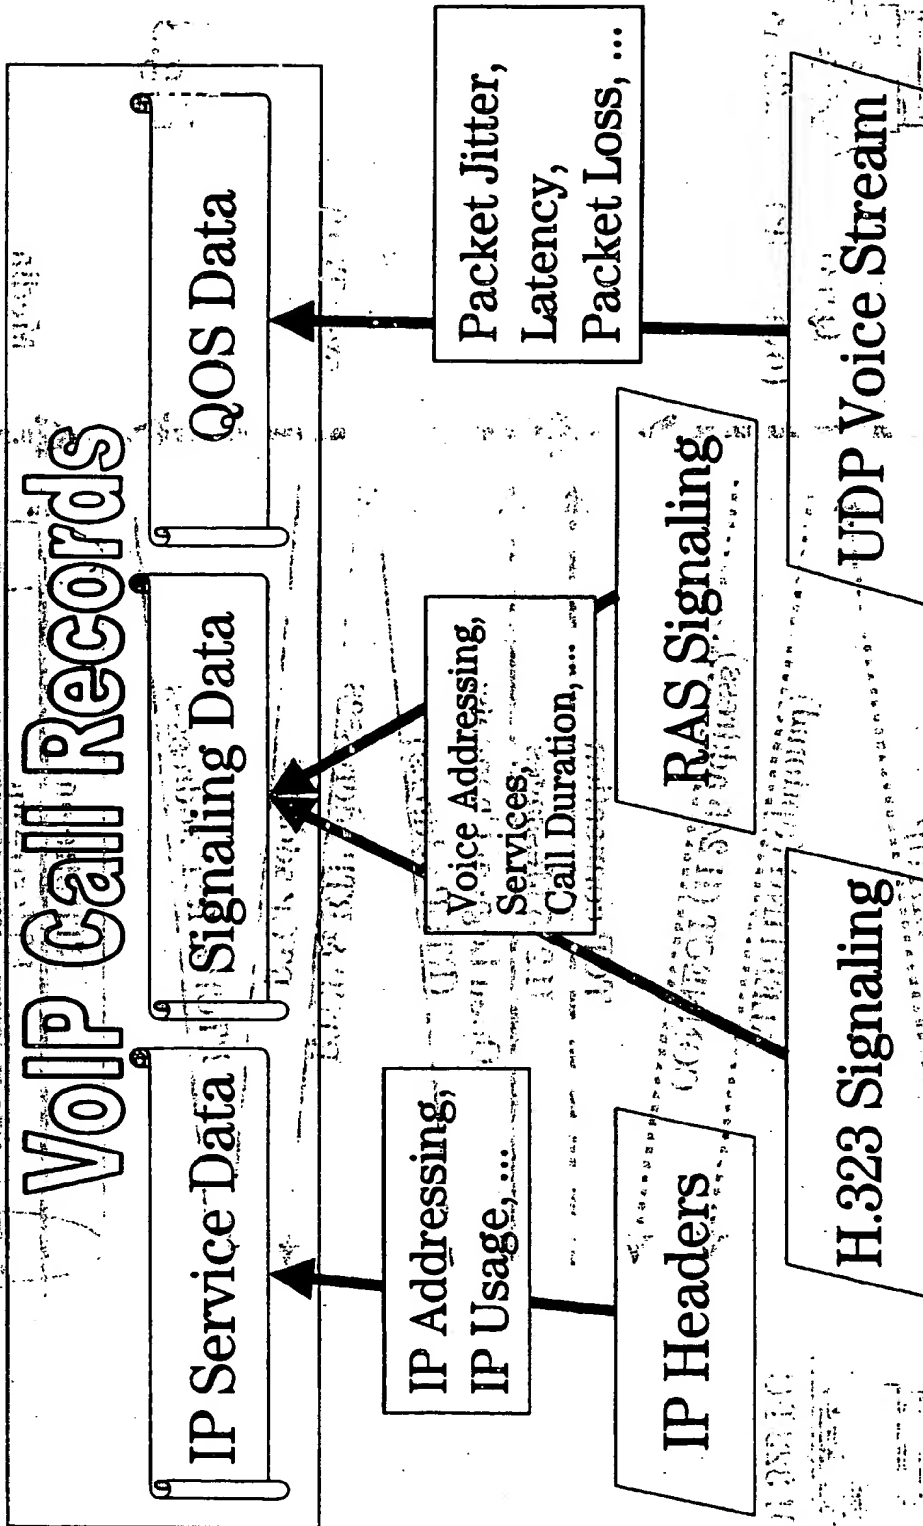 VoIP Call Records
IP Service Data
Signaling Data
QOS Data
IP Addressing,
IP Usage, ...
Voice Addressing,
Services,
Call Duration, ...
Packet Jitter,
Latency,
Packet Loss, ...
IP Headers
RAS Signaling
H.323 Signaling
UDP Voice Stream